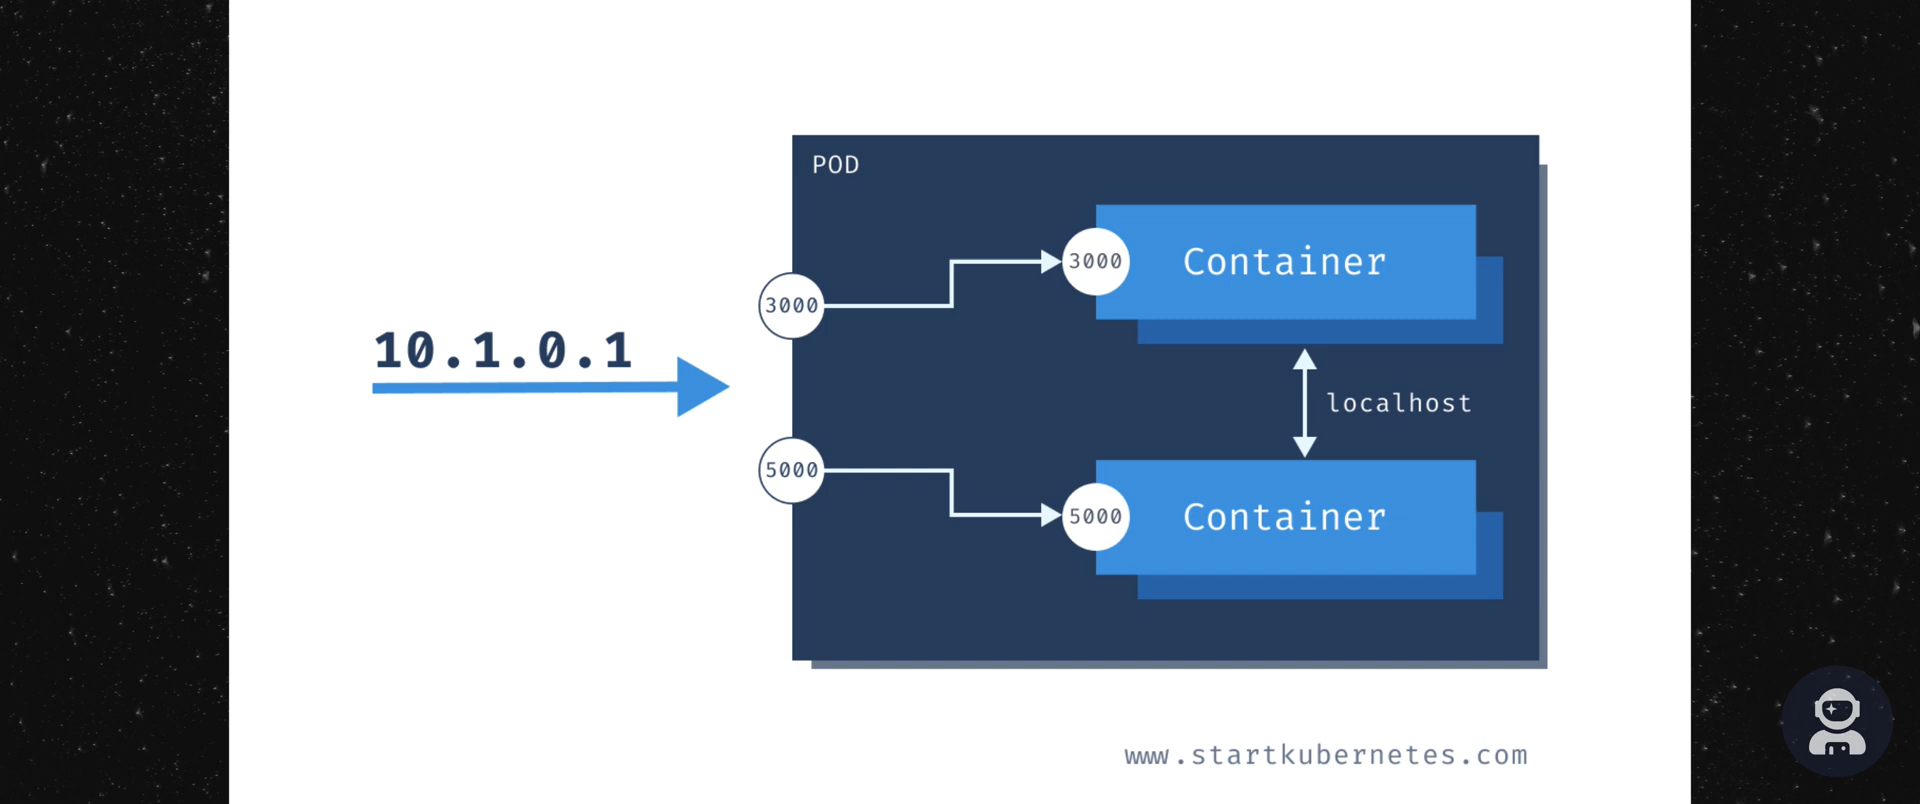 POD
3000
3000
Container
10.1.0.1
localhost
5000
5000
Container
www.startkubernetes.com